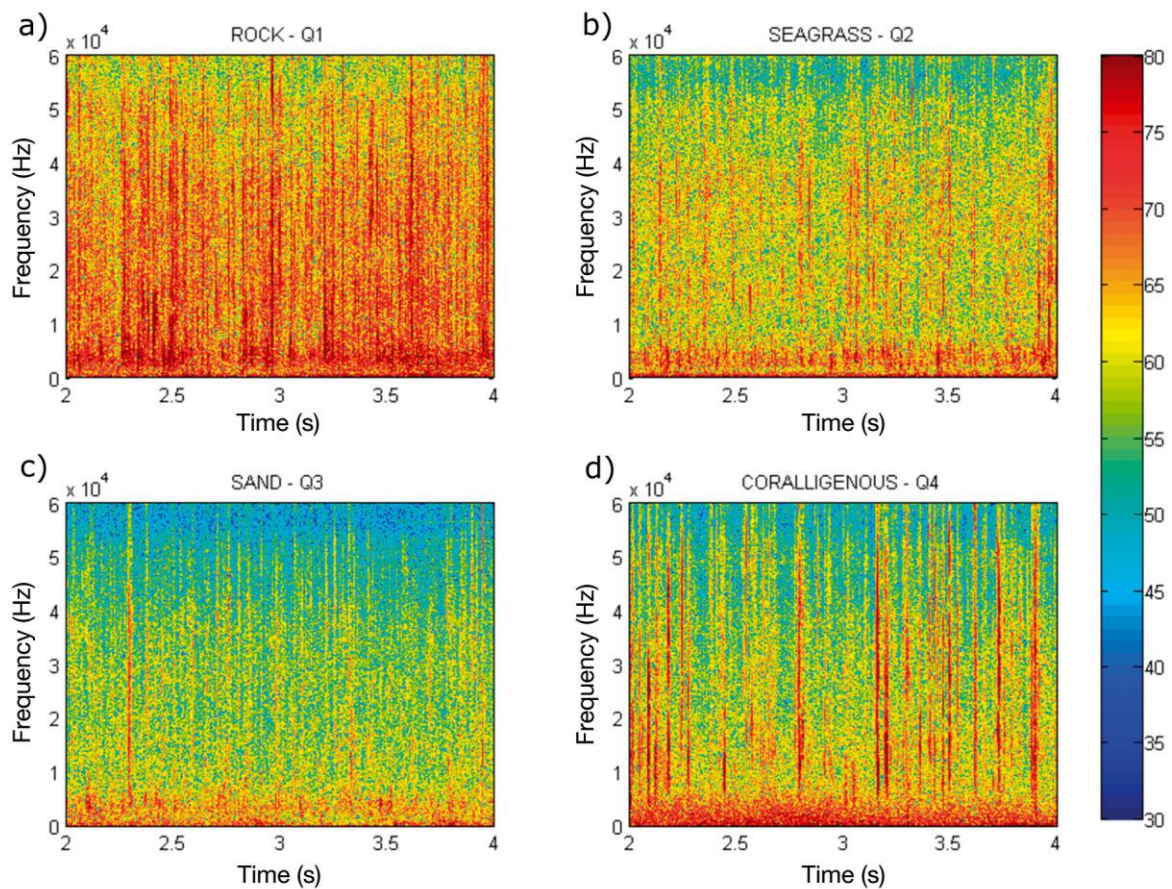 a)
ROCK - Q1
x 10^4
6
5
4
3
2
1
0
Frequency (Hz)
2 2.5 3 3.5 4
Time (s)
b)
SEAGRASS - Q2
x 10^4
6
5
4
3
2
1
0
Frequency (Hz)
2 2.5 3 3.5 4
Time (s)
80
75
70
65
60
55
50
45
40
35
30
c)
SAND - Q3
x 10^4
6
5
4
3
2
1
0
Frequency (Hz)
2 2.5 3 3.5 4
Time (s)
d)
CORALLIGENOUS - Q4
x 10^4
6
5
4
3
2
1
0
Frequency (Hz)
2 2.5 3 3.5 4
Time (s)